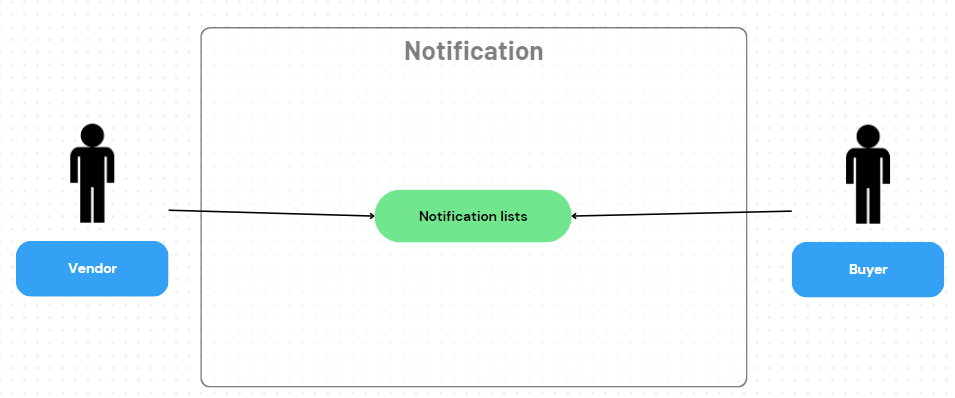 Notification
Notification lists
Vendor
Buyer